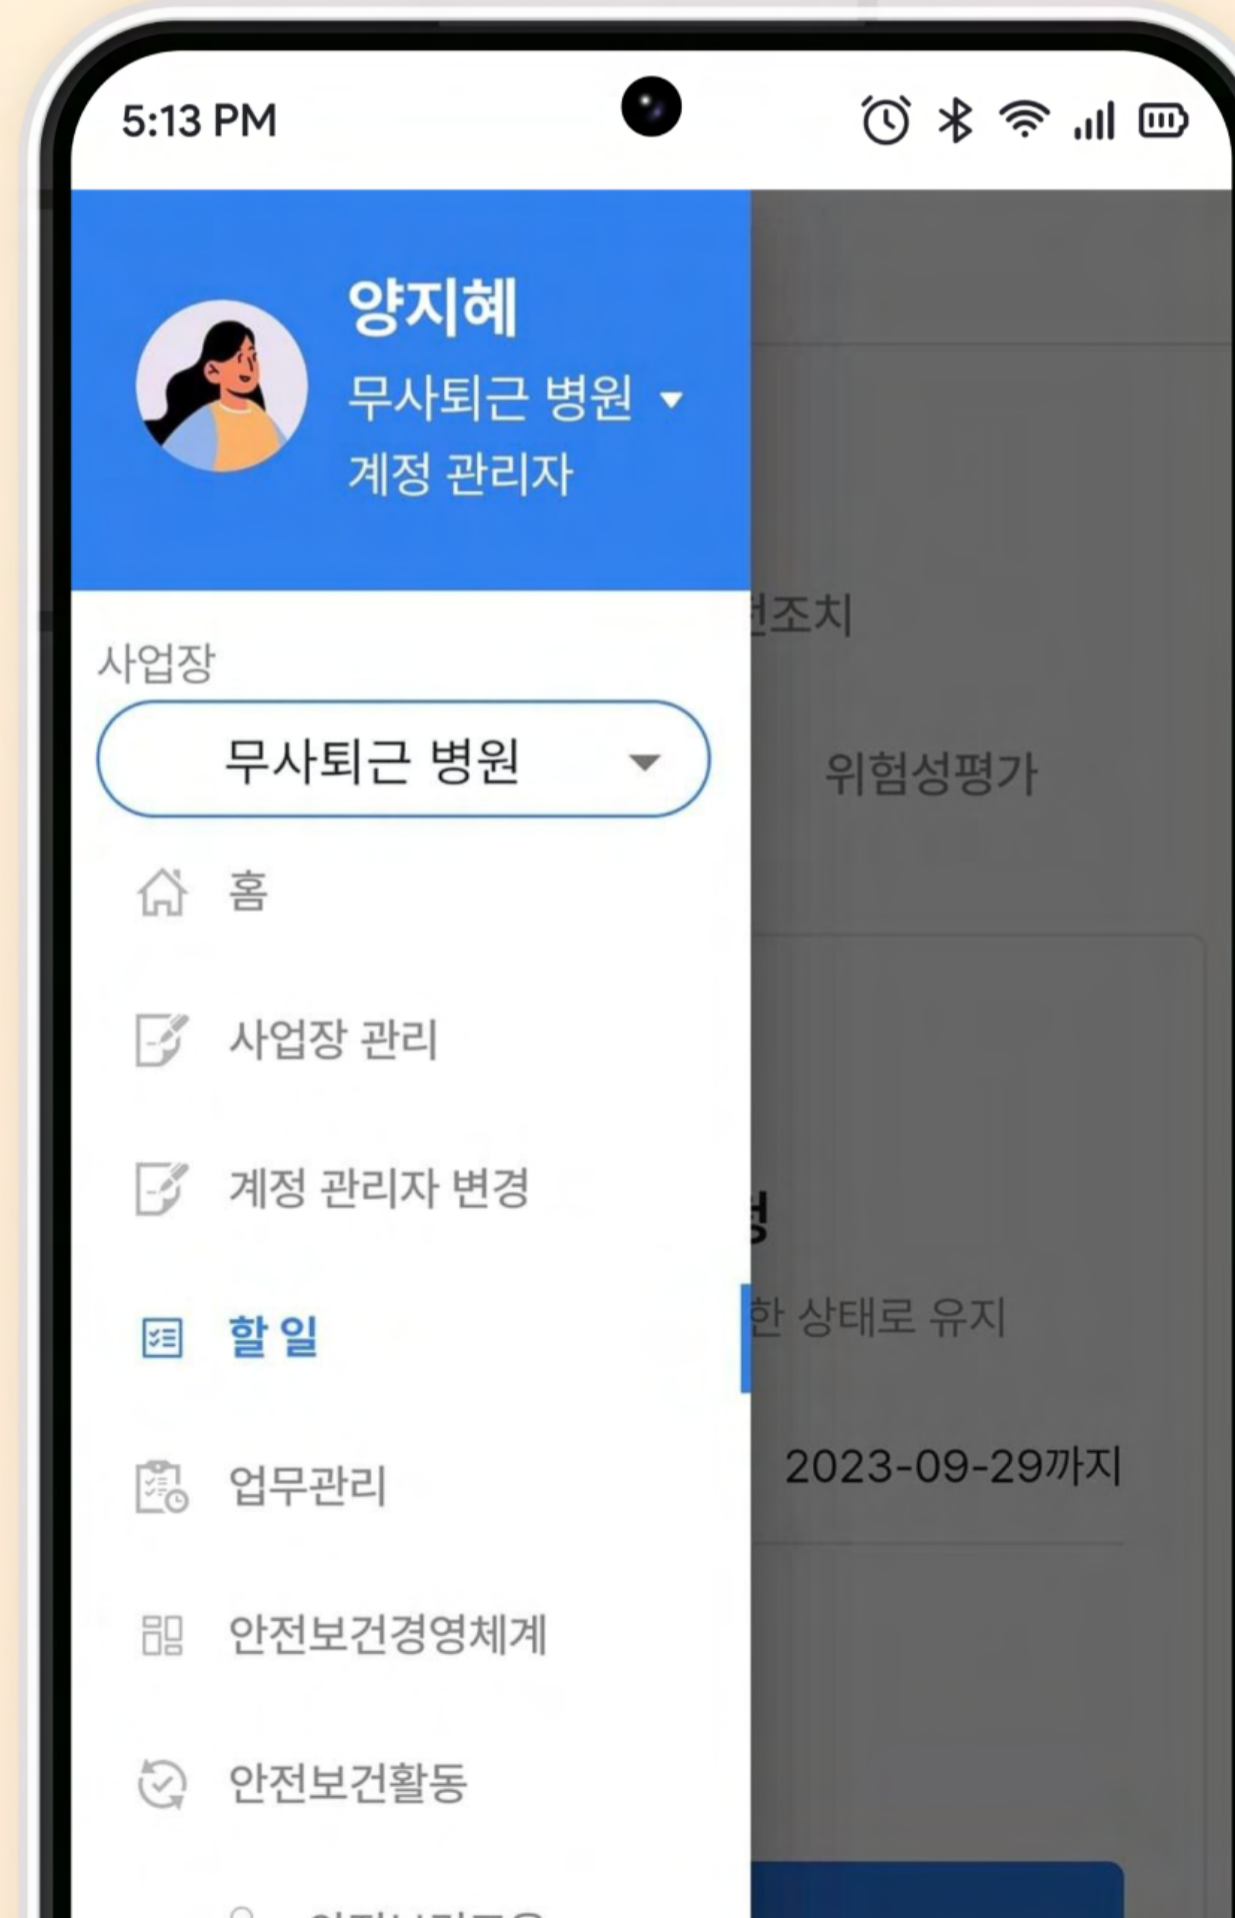 5:13 PM
양지혜
무사퇴근 병원
계정 관리자
사업장
무사퇴근 병원
홈
사업장 관리
계정 관리자 변경
할 일
업무관리
안전보건경영체계
안전보건활동
위험성평가
상태로 유지
2023-09-29까지